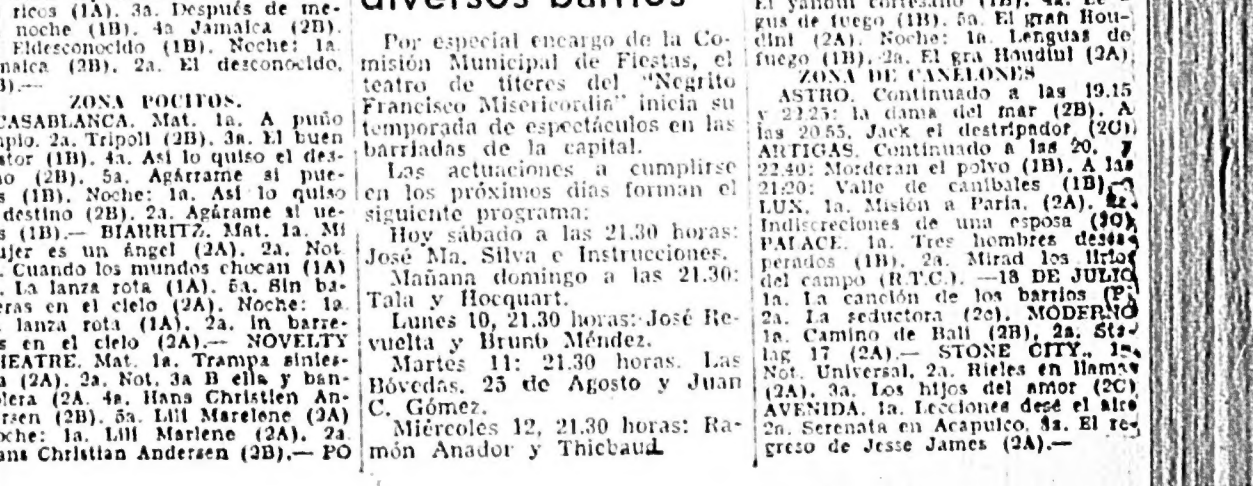 ricos (1A). 3a. Después de me-
noche (1B). 4a Jamaica (2B).
Eldesconocido (1B). Noche: 1a.
maica (2B). 2a. El desconocido,
ZONA POCITOS.
CASABLANCA. Mat. 1a. A puño
2a. Tripoli (2B). 3a. El buen
(1B). 4a. Asi lo quiso el des-
(2B). 5a. Agárrame si pue-
(1B). Noche: 1a. Asi lo quiso
destino (2B). 2a. Agárame si ue-
(1B).— BIARRITZ. Mat. 1a. Mi
ujer es un ángel (2A). 2a. Not.
Cuando los mundos chocan (1A)
La lanza rota (1A). 5a. Sin ba-
eras en el cielo (2A). Noche: 1a.
lanza rota (1A). 2a. in barre-
s en el cielo (2A).— NOVELTY
HEATRE. Mat. 1a. Trampa sinies-
a (2A). 2a. Not. 3a B ella y ban-
olera (2A. 4a. Hans Christien An-
ersen (2B). 5a. Lili Marelene (2A)
oche: 1a. Lili Marlene (2A). 2a
ans Christian Andersen (2B).— PO
diversos barrios
Por especial encargo de la Co-
misión Municipal de Fiestas, el
teatro de títeres del "Negrito
Francisco Misericordia" inicia su
temporada de espectáculos en las
barriadas de la capital.
Las actuaciones a cumplirse
en los próximos días forman el
siguiente programa:
Hoy sábado a las 21.30 horas:
José Ma. Silva e Instrucciones.
Mañana domingo a las 21.30:
Tala y Hocquart.
Lunes 10, 21.30 horas: José Re-
vuelta y Bruno Méndez.
Martes 11: 21.30 horas. Las
Bóvedas. 25 de Agosto y Juan
C. Gómez.
Miércoles 12, 21.30 horas: Ra-
món Anador y Thiebaud.
El cortesano (1B). 4a.
gus de fuego (1B). 5a. El gran Hou-
dini (2A). Noche: 1a. Lenguas de
fuego (1B). 2a. El gra Houdini (2A)
ZONA DE CANELONES
ASTRO. Continuado a las 19.15
y 22.25: la dama del mar (2B). A
las 20.55, Jack el destripador (2C)
ARTIGAS. Continuado a las 20. y
22.40: Morderan el polvo (1B). A las
21:20: Valle de caníbales (1B).
LUX. 1a. Misión a Paria. (2A).
Indiscreciones de una esposa
PALACE. 1a. Tres hombres deses
perados (1B). 2a. Mirad los lirios
del campo (R.T.C.). —18 DE JULIO
1a. La canción de los barrios
2a. La seductora (2c). MODERNO
1a. Camino de Bali (2B), 2a. Sta-
lag 17 (2A).— STONE CITY.
Not. Universal, 2a. Rieles en llamas
(2A). 3a. Los hijos del amor (2C)
AVENIDA. 1a. Lecciones desé el aire
2a. Serenata en Acapulco. 3a. El re-
greso de Jesse James (2A).—